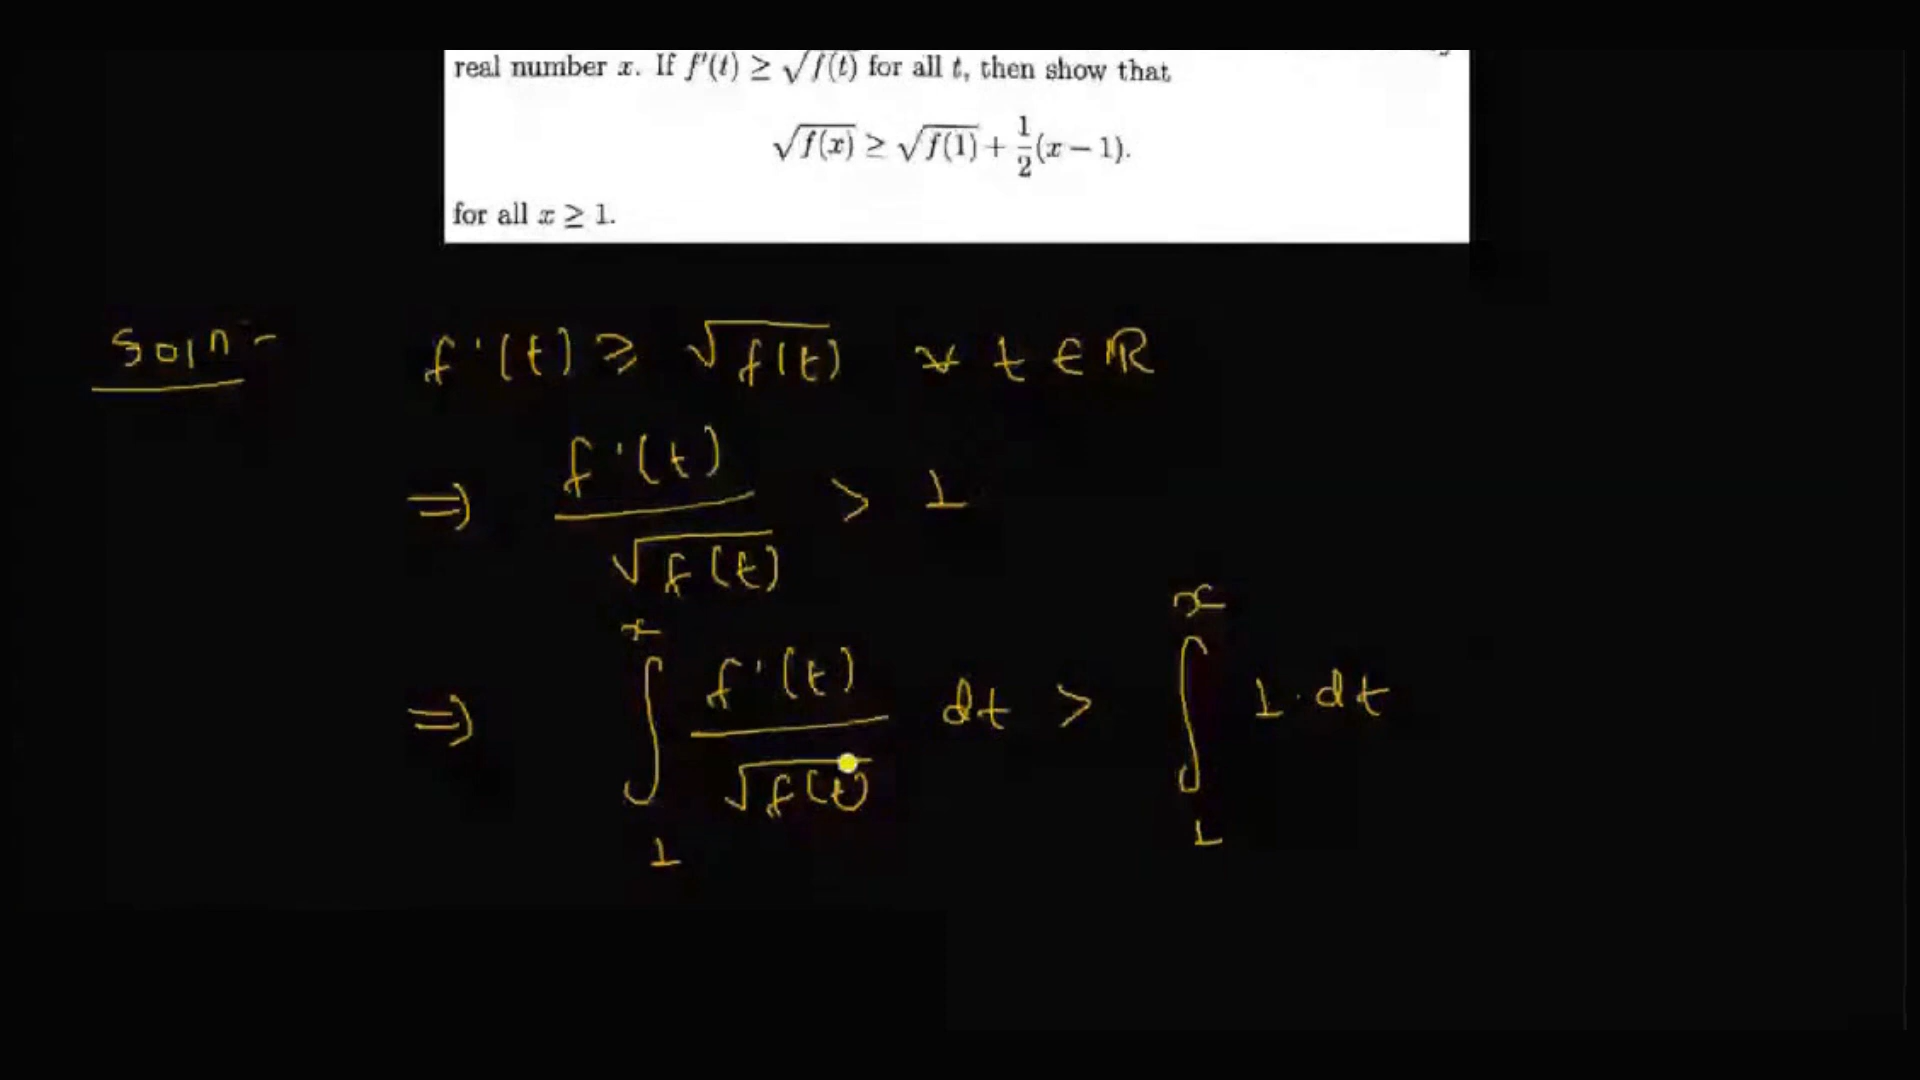 real number x. If f'(t) ≥ √f(t) for all t, then show that
√f(x) ≥ √f(1) + 1/2 (x − 1).
for all x ≥ 1.
Soln - f'(t) ≥ √f(t) ∀ t ∈ ℝ
⇒ f'(t) / √f(t) > 1
⇒ ∫₁ˣ f'(t) / √f(t) dt > ∫₁ˣ 1 · dt